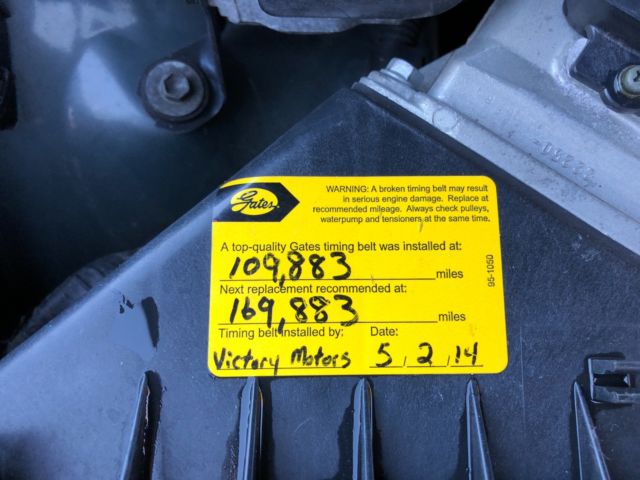 Gates
WARNING: A broken timing belt may result
in serious engine damage. Replace at
recommended mileage. Always check pulleys,
waterpump and tensioners at the same time.
A top-quality Gates timing belt was installed at:
109,883 miles
Next replacement recommended at:
169,883 miles
Timing belt installed by: Date:
Victory Motors 5,2,14
95-1050